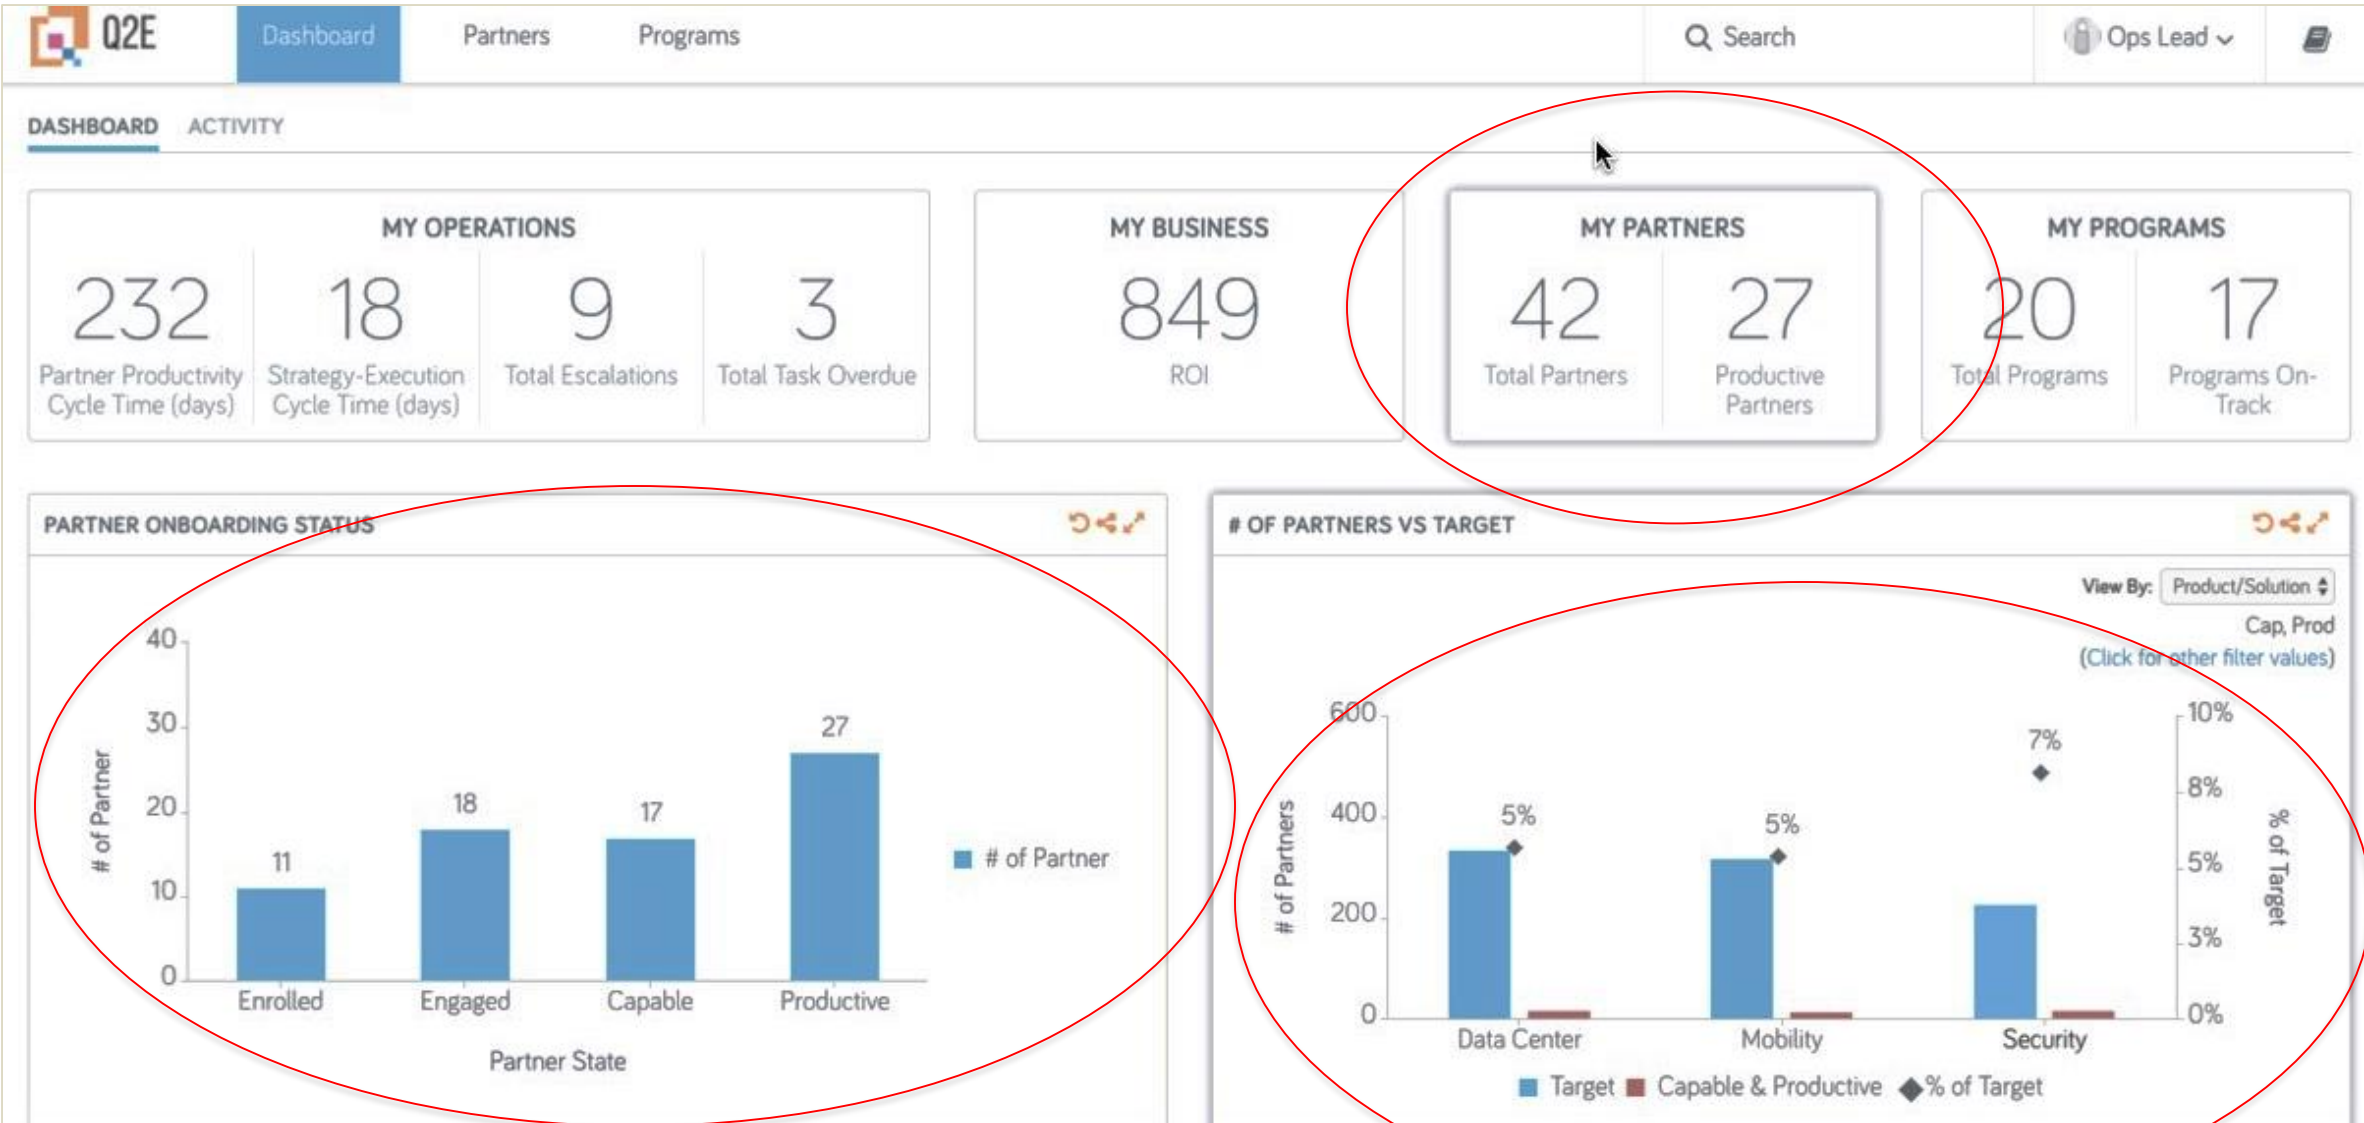 Q2E
Dashboard
Partners
Programs
Search
Ops Lead
DASHBOARD
ACTIVITY
MY OPERATIONS
232
Partner Productivity
Cycle Time (days)
18
Strategy-Execution
Cycle Time (days)
9
Total Escalations
3
Total Task Overdue
MY BUSINESS
849
ROI
MY PARTNERS
42
Total Partners
27
Productive
Partners
MY PROGRAMS
20
Total Programs
17
Programs On-
Track
PARTNER ONBOARDING STATUS
# of Partner
40
30
20
10
0
11
18
17
27
Enrolled
Engaged
Capable
Productive
Partner State
# of Partner
# OF PARTNERS VS TARGET
View By: Product/Solution
Cap, Prod
(Click for other filter values)
# of Partners
600
400
200
0
5%
5%
7%
10%
8%
5%
3%
0%
% of Target
Data Center
Mobility
Security
Target
Capable & Productive
% of Target